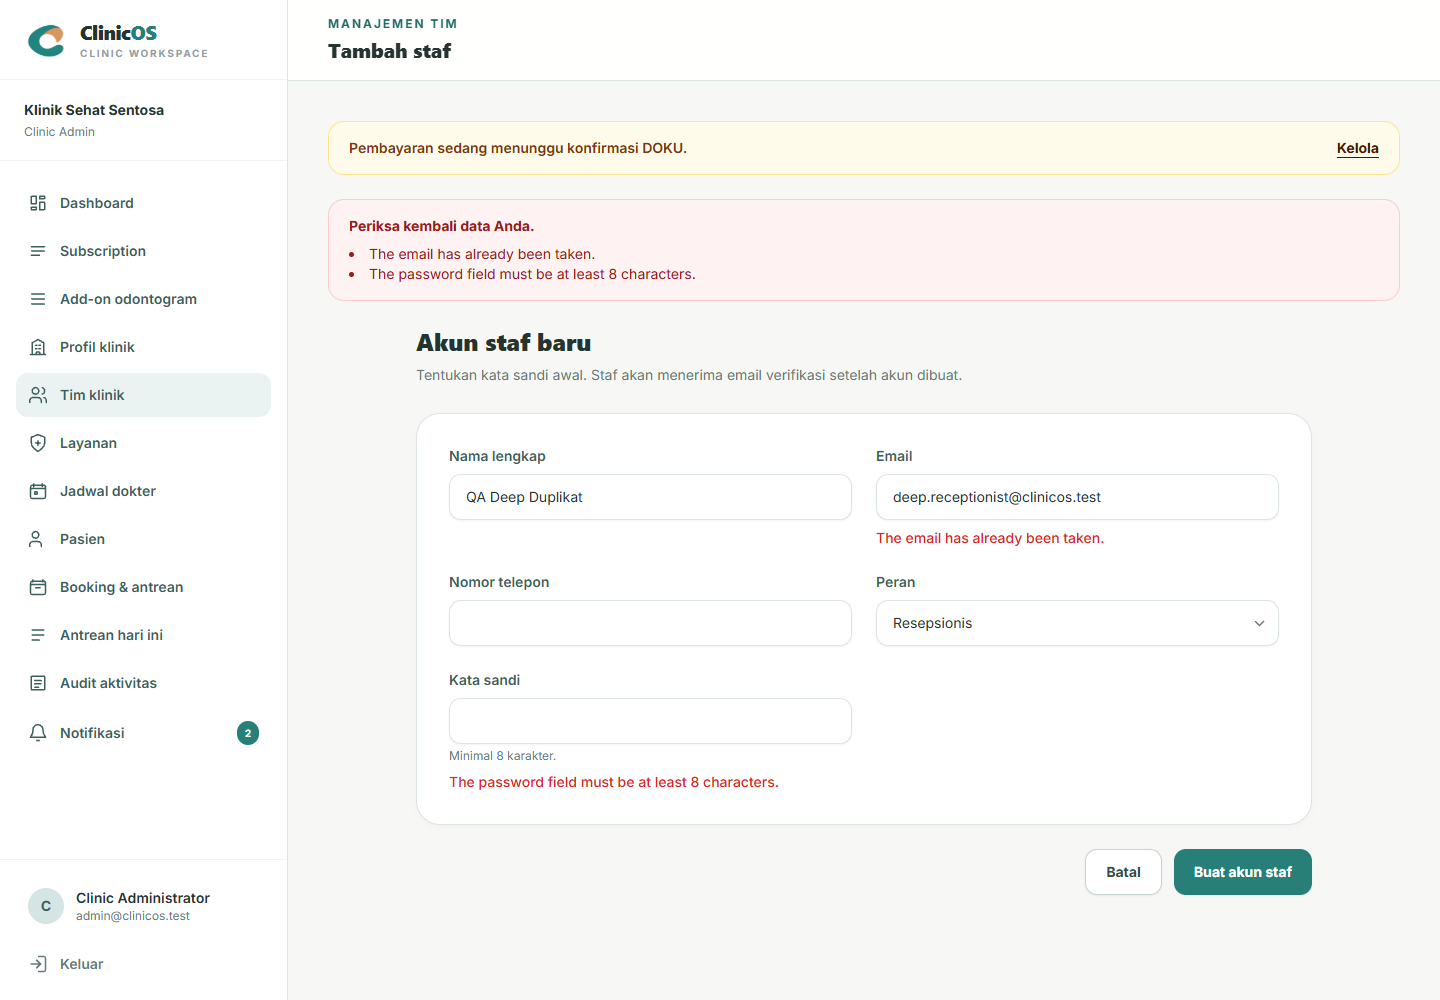 ClinicOS
CLINIC WORKSPACE
Klinik Sehat Sentosa
Clinic Admin
Dashboard
Subscription
Add-on odontogram
Profil klinik
Tim klinik
Layanan
Jadwal dokter
Pasien
Booking & antrean
Antrean hari ini
Audit aktivitas
Notifikasi 2
C
Clinic Administrator
admin@clinicos.test
Keluar
MANAJEMEN TIM
Tambah staf
Pembayaran sedang menunggu konfirmasi DOKU. Kelola
Periksa kembali data Anda.
The email has already been taken.
The password field must be at least 8 characters.
Akun staf baru
Tentukan kata sandi awal. Staf akan menerima email verifikasi setelah akun dibuat.
Nama lengkap
QA Deep Duplikat
Email
deep.receptionist@clinicos.test
The email has already been taken.
Nomor telepon
Peran
Resepsionis
Kata sandi
Minimal 8 karakter.
The password field must be at least 8 characters.
Batal
Buat akun staf